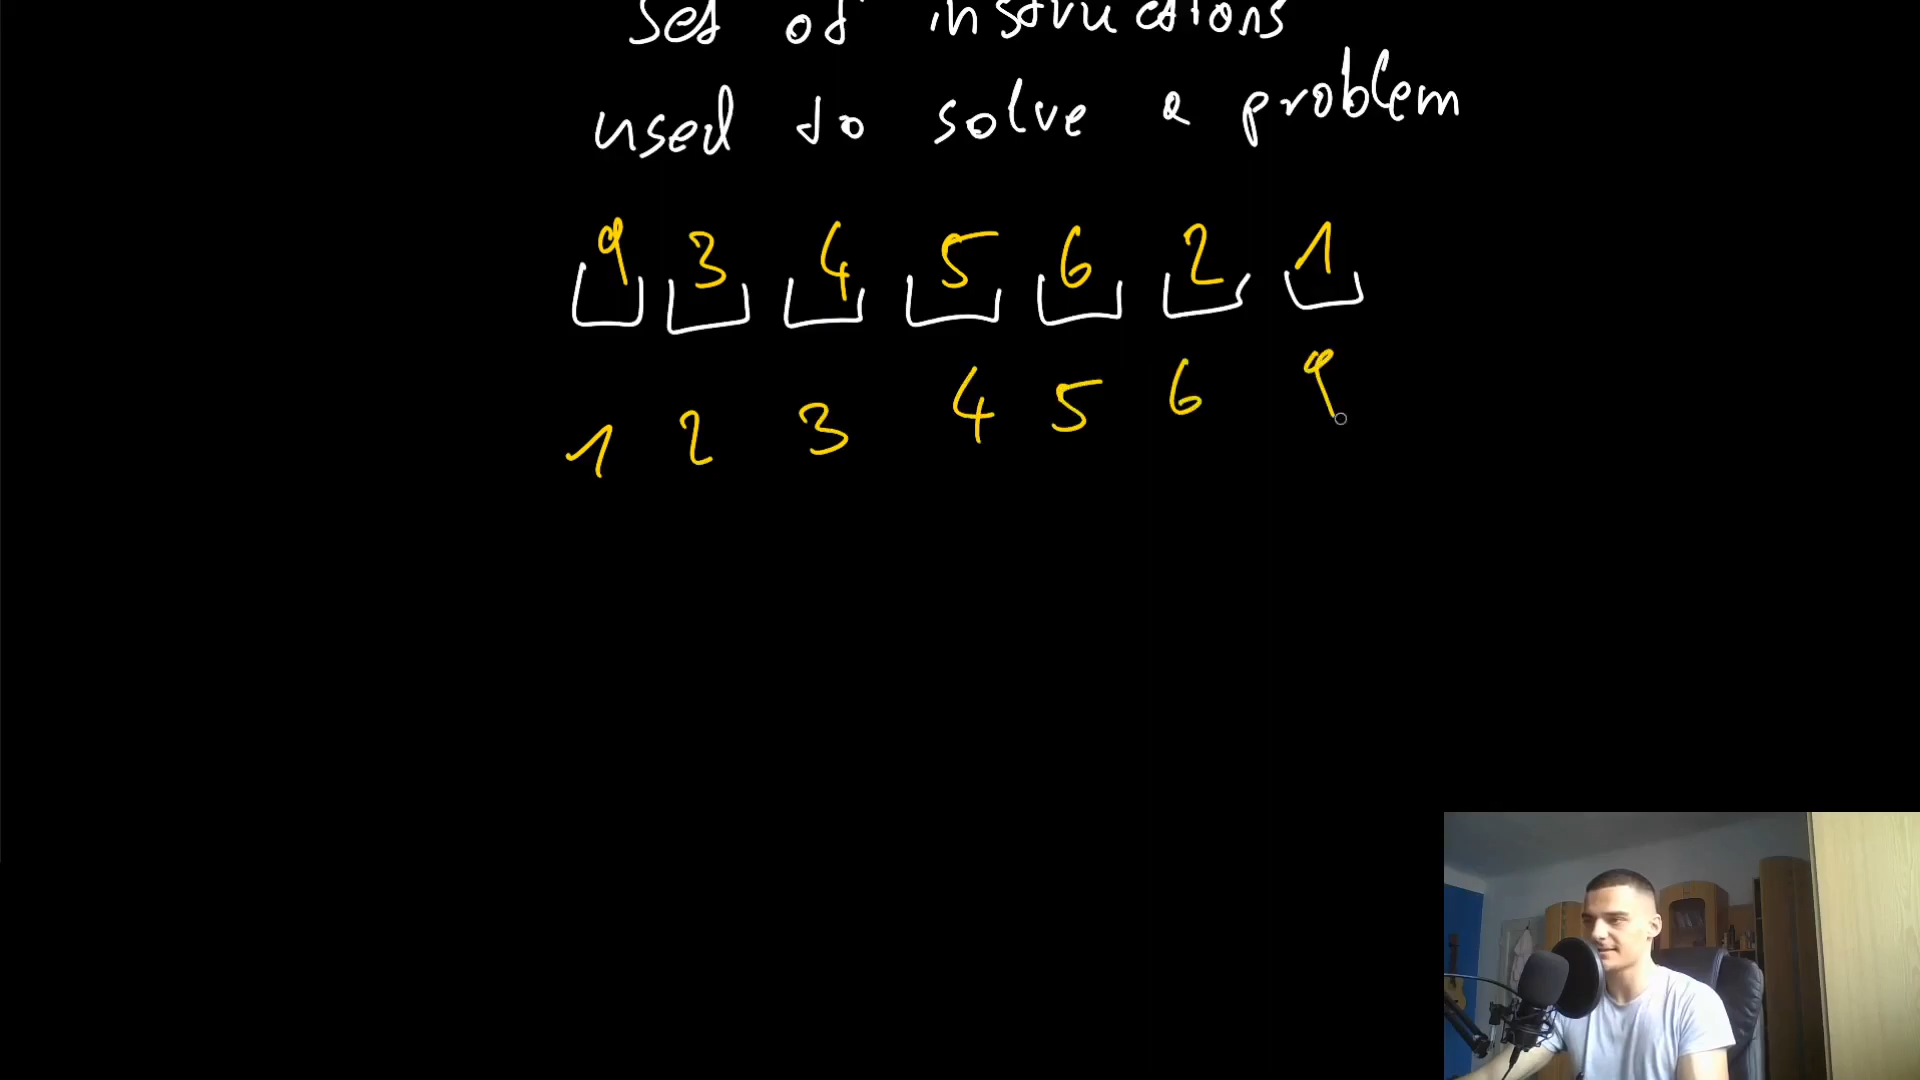 set of instructions
used to solve a problem
9 3 4 5 6 2 1
1 2 3 4 5 6 9